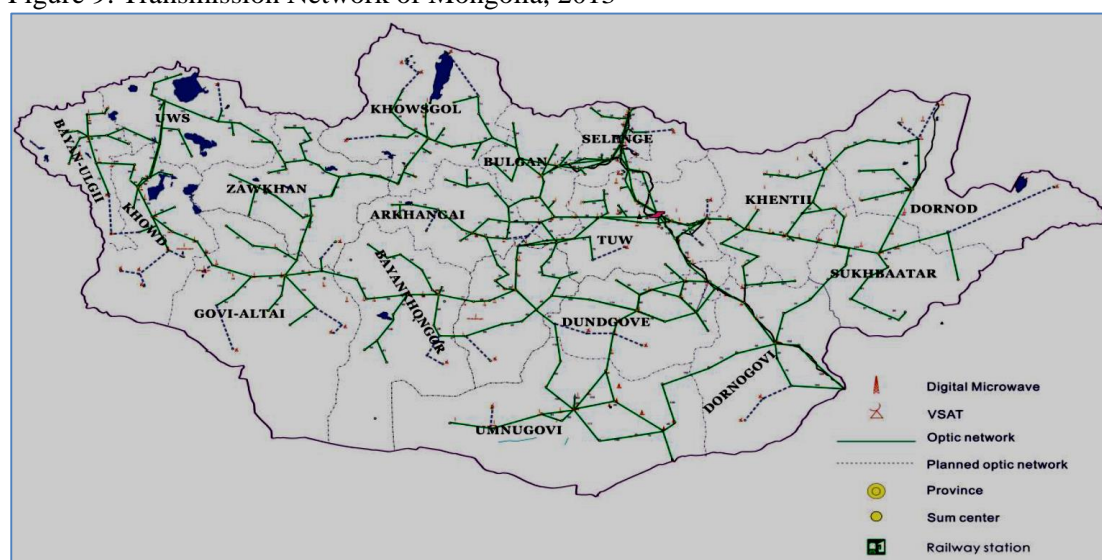 Figure 9: Transmission Network of Mongolia, 2013
KHOWSGOL
UWS
BAYAN-ULGII
SELENGE
BULGAN
ZAWKHAN
KHOWD
ARKHANGAI
KHENTII
DORNOD
TUW
SUKHBAATAR
GOVI-ALTAI
BAYANKHONGOR
DUNDGOVE
DORNOGOVI
UMNUGOVI
Digital Microwave
VSAT
Optic network
Planned optic network
Province
Sum center
Railway station